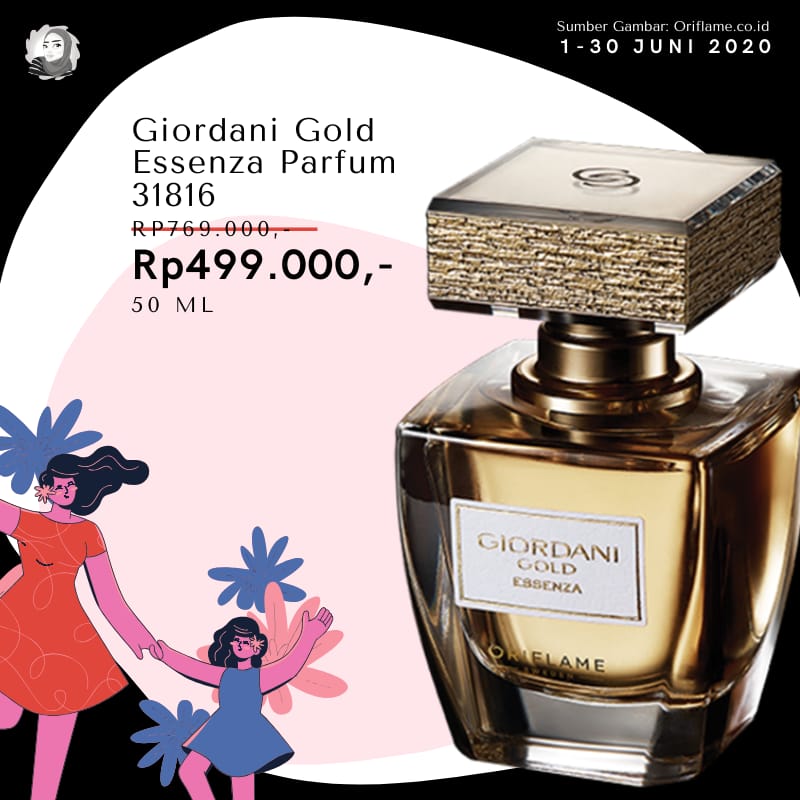 Sumber Gambar: Oriflame.co.id
1-30 JUNI 2020
Giordani Gold
Essenza Parfum
31816
RP769.000,-
Rp499.000,-
50 ML
GIORDANI
GOLD
ESSENZA
ORIFLAME
SWEDEN